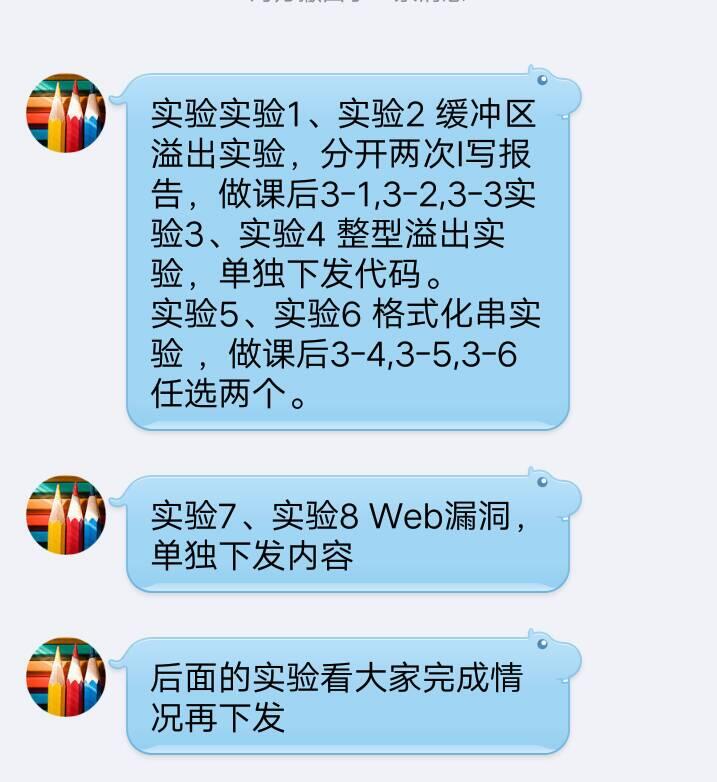 实验实验1、实验2 缓冲区
溢出实验，分开两次l写报
告，做课后3-1,3-2,3-3实
验3、实验4 整型溢出实
验，单独下发代码。
实验5、实验6 格式化串实
验 ，做课后3-4,3-5,3-6
任选两个。
实验7、实验8 Web漏洞，
单独下发内容
后面的实验看大家完成情
况再下发